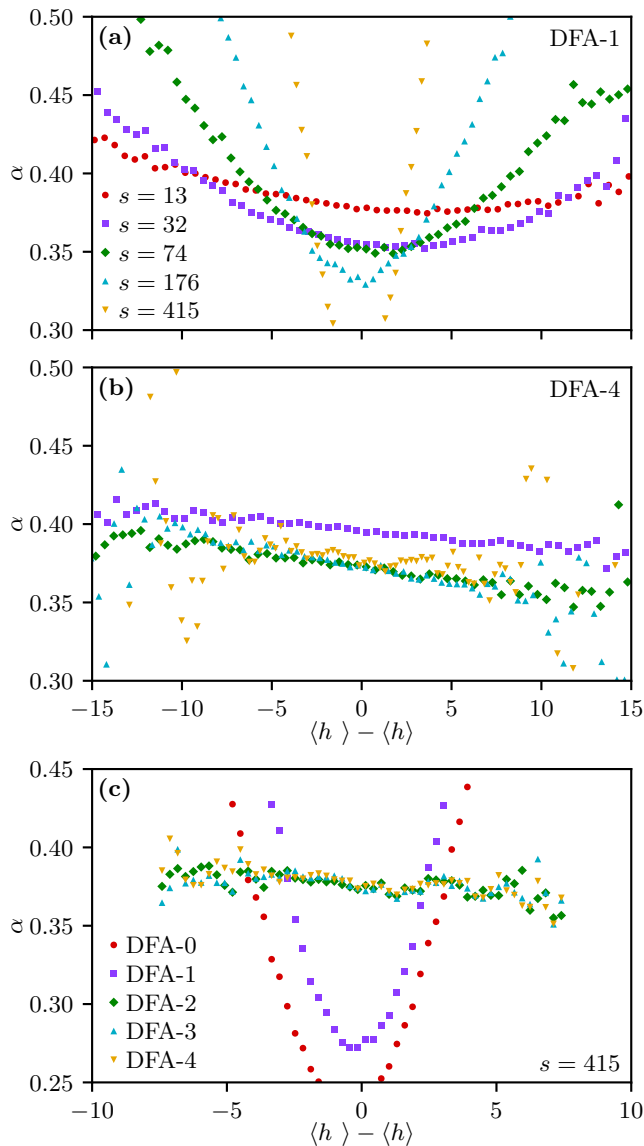 0.50
(a)
DFA-1
0.45
0.40
α
s = 13
s = 32
0.35
s = 74
s = 176
s = 415
0.30
0.50
(b)
DFA-4
0.45
0.40
α
0.35
0.30
−15 −10 −5 0 5 10 15
⟨h ⟩ − ⟨h⟩
0.45
(c)
0.40
α
0.35
DFA-0
DFA-1
0.30
DFA-2
DFA-3
DFA-4
s = 415
0.25
−10 −5 0 5 10
⟨h ⟩ − ⟨h⟩